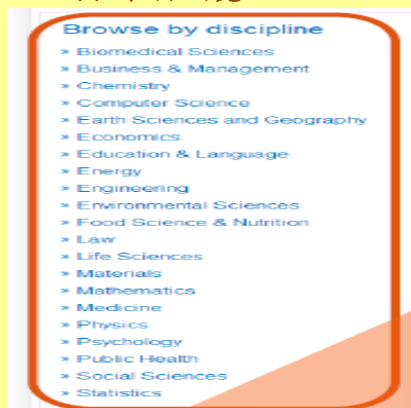 Browse by discipline
» Biomedical Sciences
» Business & Management
» Chemistry
» Computer Science
» Earth Sciences and Geography
» Economics
» Education & Language
» Energy
» Engineering
» Environmental Sciences
» Food Science & Nutrition
» Law
» Life Sciences
» Materials
» Mathematics
» Medicine
» Physics
» Psychology
» Public Health
» Social Sciences
» Statistics